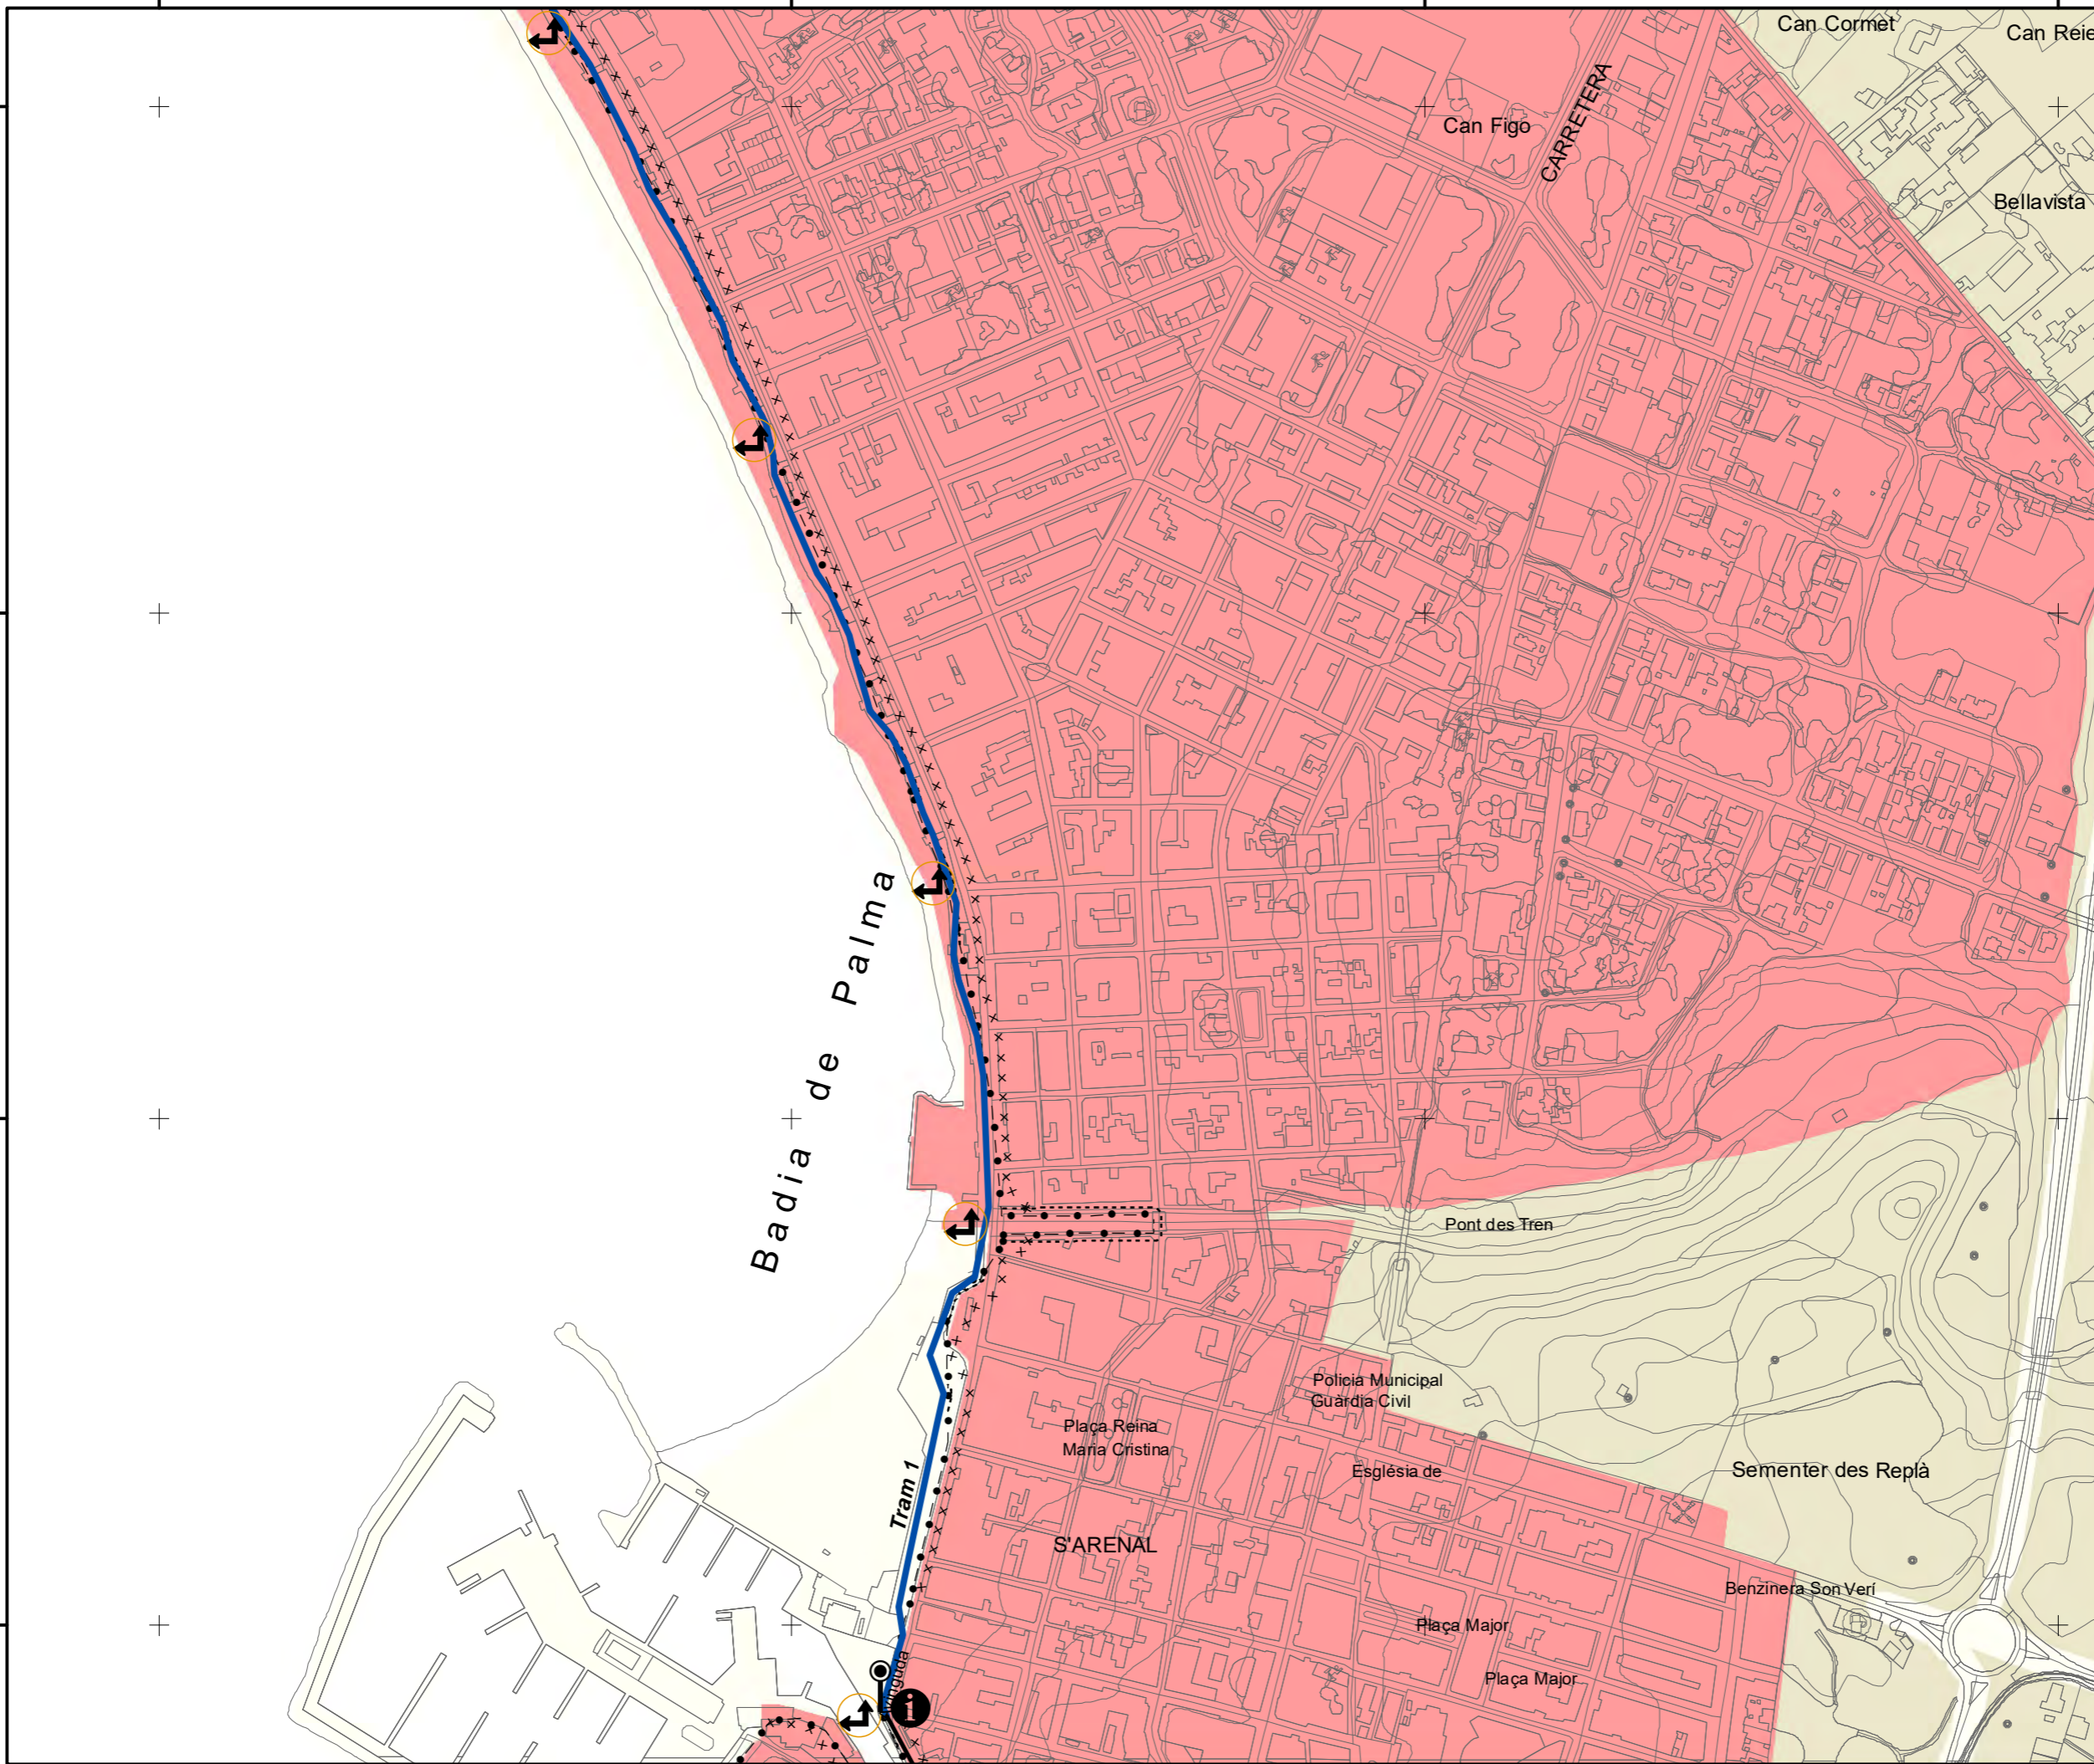 Can Cormet
Can Reie
CARRETERA
Can Figo
Bellavista
Badia de Palma
Pont des Tren
Policia Municipal
Guàrdia Civil
Plaça Reina
Maria Cristina
Església de
Sementer des Replà
Tram 1
S'ARENAL
Benzinera Son Verí
Plaça Major
Plaça Major
i